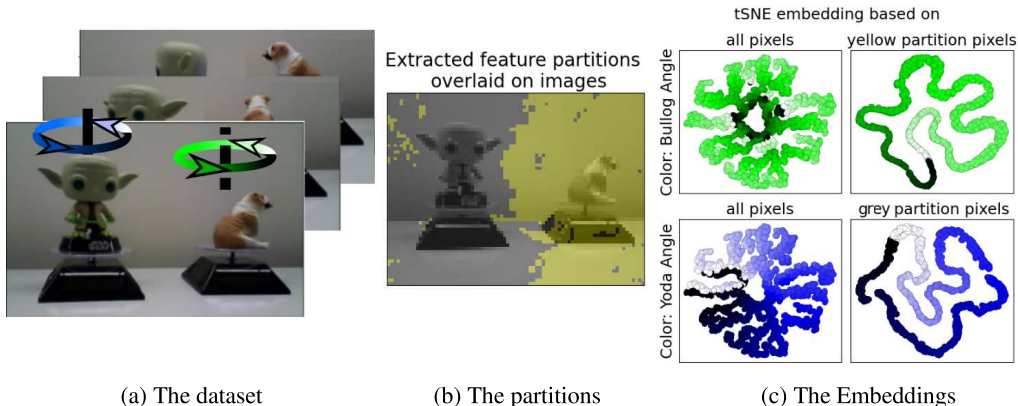 tSNE embedding based on
all pixels
yellow partition pixels
Extracted feature partitions
overlaid on images
Color: Bullog Angle
all pixels
grey partition pixels
Color: Yoda Angle
(a) The dataset
(b) The partitions
(c) The Embeddings